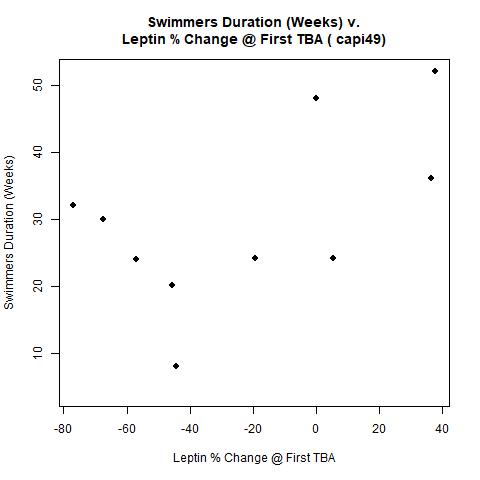 Swimmers Duration (Weeks) v.
Leptin % Change @ First TBA ( capi49)
Swimmers Duration (Weeks)
50
40
30
20
10
-80 -60 -40 -20 0 20 40
Leptin % Change @ First TBA